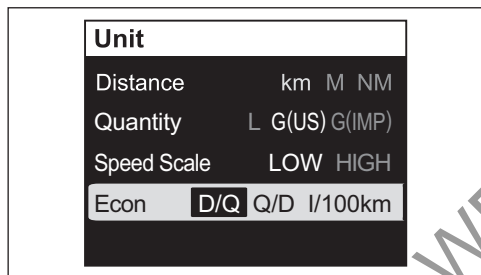 Unit
Distance km M NM
Quantity L G(US) G(IMP)
Speed Scale LOW HIGH
Econ D/Q Q/D l/100km